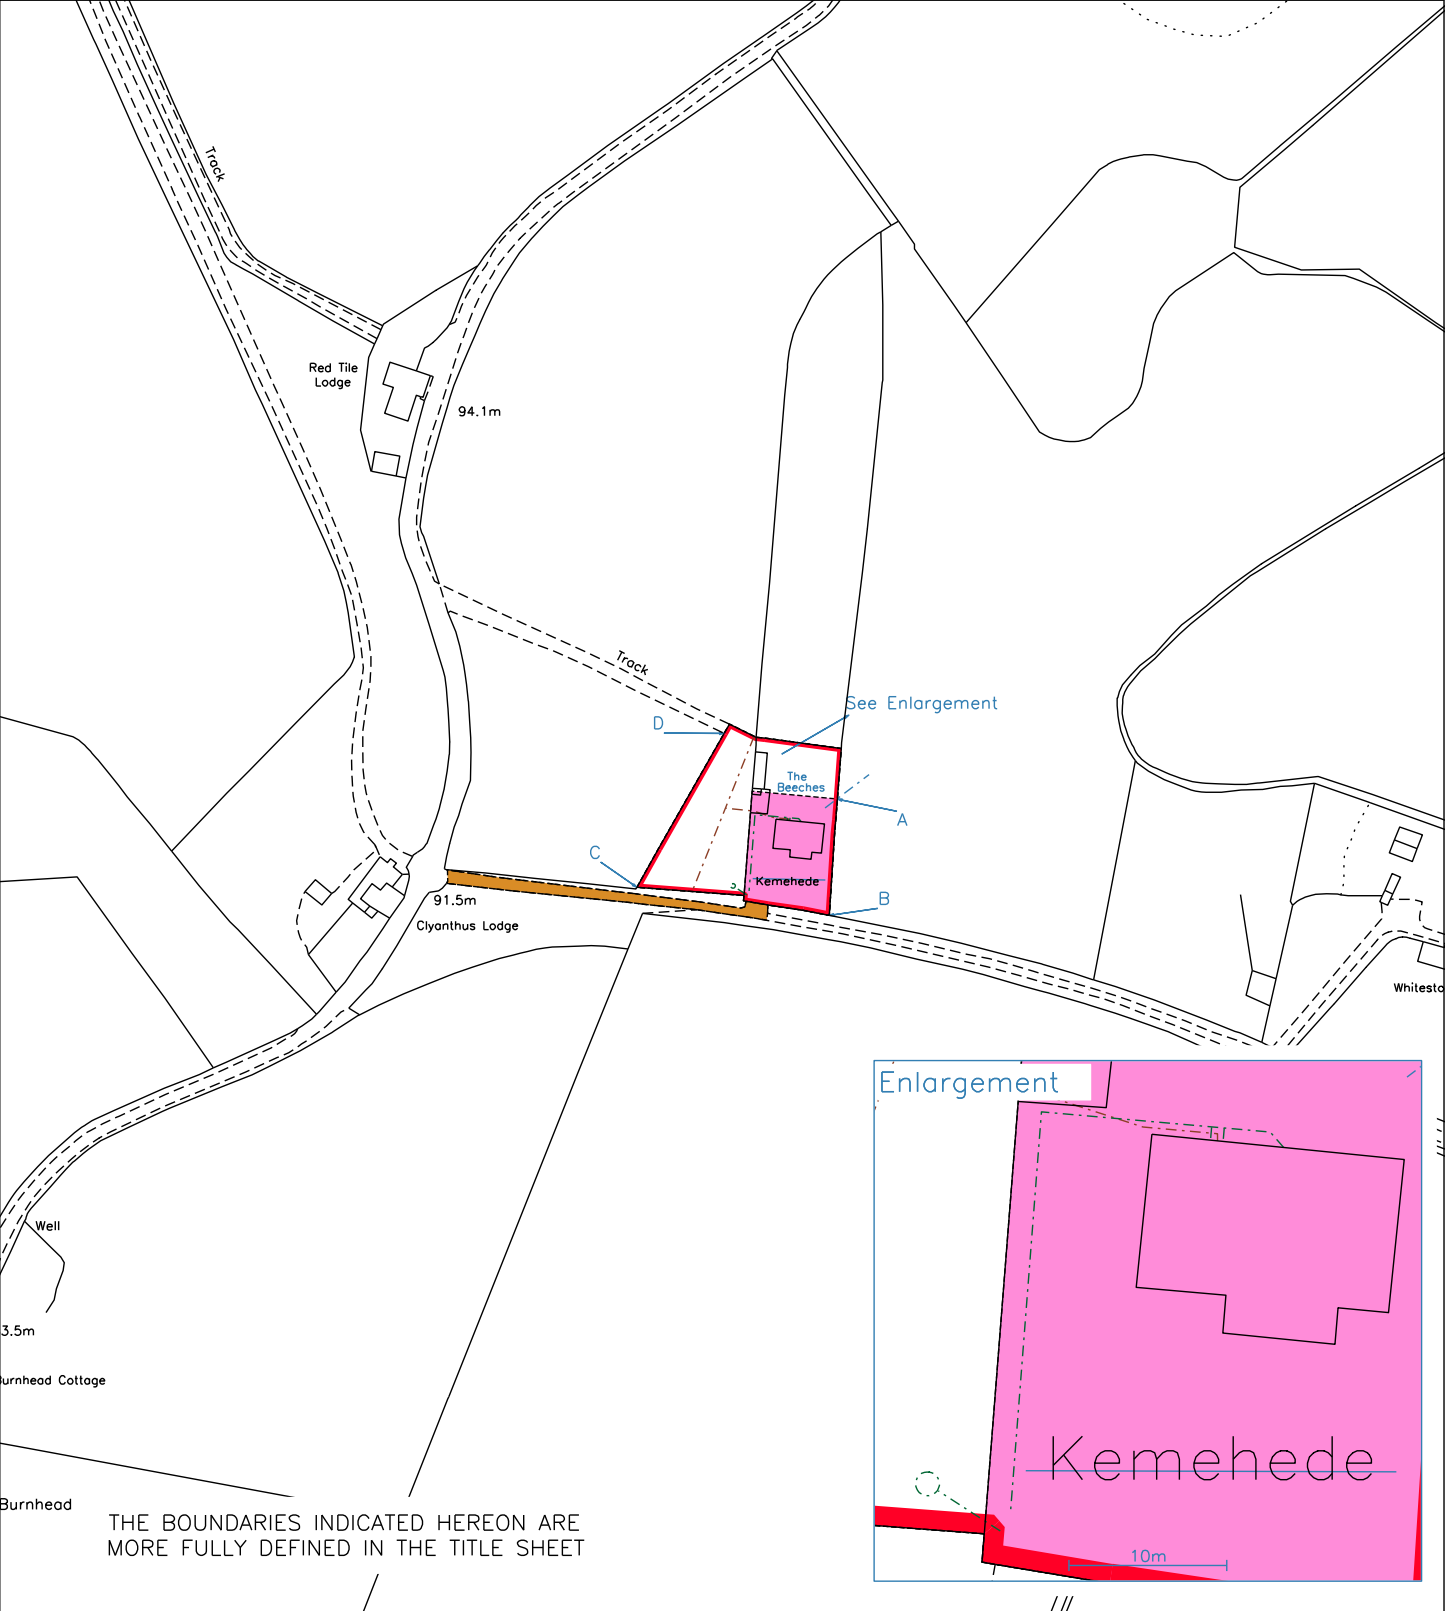 Track
Red Tile
Lodge
94.1m
Track
See Enlargement
D
The
Beeches
A
C
Kemehede
B
91.5m
Clyanthus Lodge
Whitesto
Enlargement
Well
3.5m
Burnhead Cottage
Kemehede
Burnhead
THE BOUNDARIES INDICATED HEREON ARE
MORE FULLY DEFINED IN THE TITLE SHEET
10m